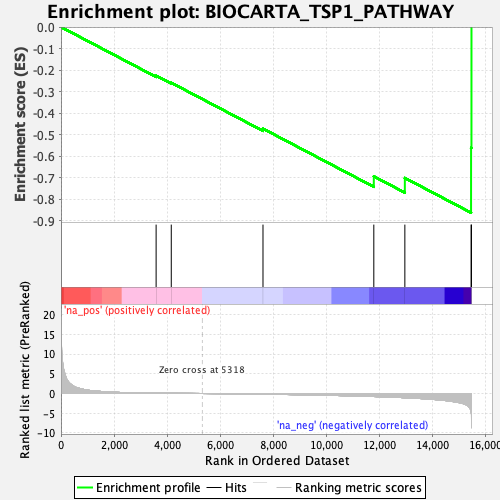 Enrichment plot: BIOCARTA_TSP1_PATHWAY
Enrichment score (ES)
0.0
-0.1
-0.2
-0.3
-0.4
-0.5
-0.6
-0.7
-0.8
-0.9
'na_pos' (positively correlated)
Ranked list metric (PreRanked)
20
15
10
5
0
-5
-10
Zero cross at 5318
'na_neg' (negatively correlated)
0 2,000 4,000 6,000 8,000 10,000 12,000 14,000 16,000
Rank in Ordered Dataset
Enrichment profile Hits Ranking metric scores